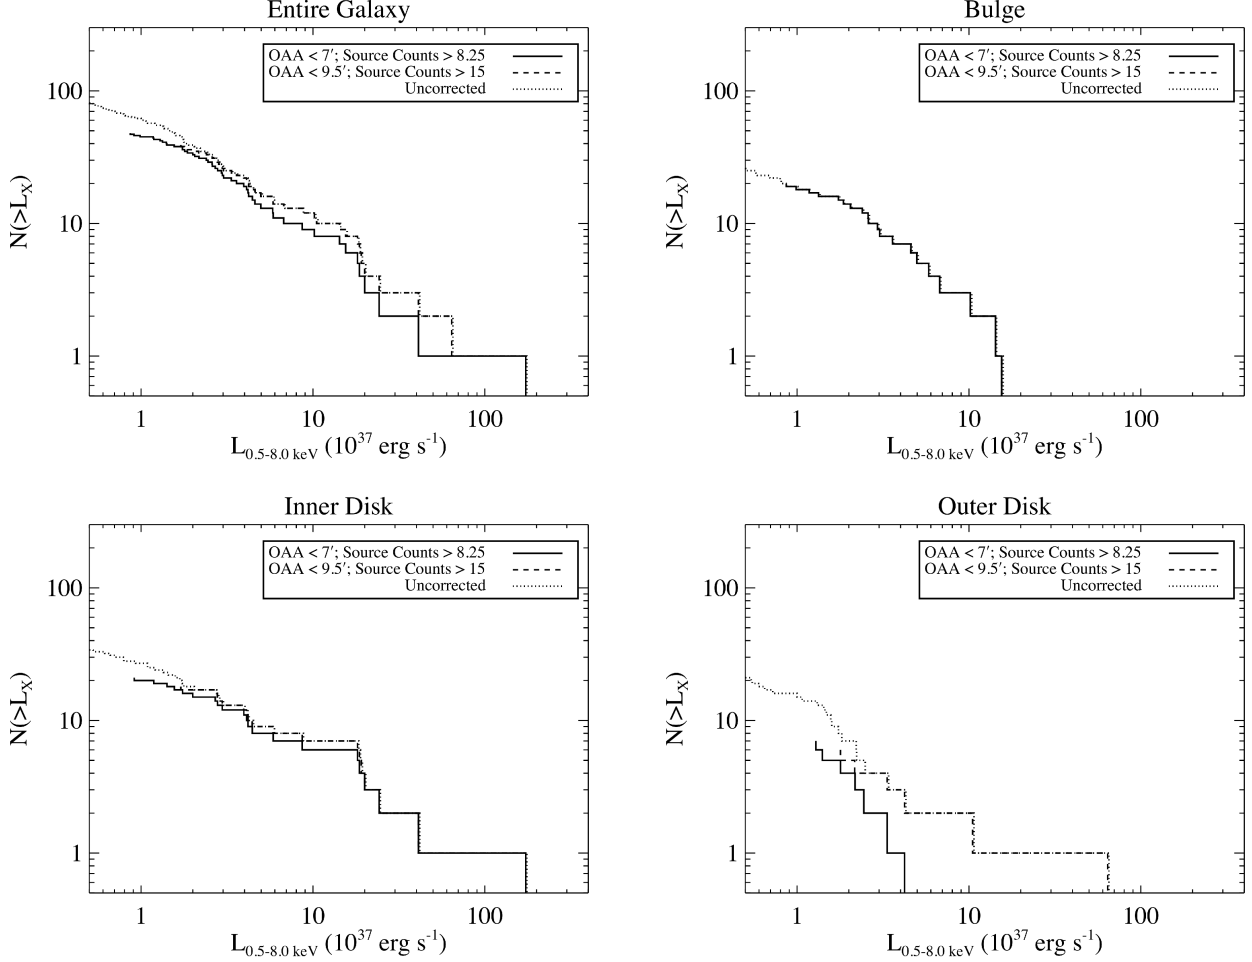 Entire Galaxy
OAA < 7′; Source Counts > 8.25
OAA < 9.5′; Source Counts > 15
Uncorrected
100
10
1
N(>L_X)
1 10 100
L_0.5-8.0 keV (10^37 erg s^-1)
Bulge
OAA < 7′; Source Counts > 8.25
OAA < 9.5′; Source Counts > 15
Uncorrected
100
10
1
N(>L_X)
1 10 100
L_0.5-8.0 keV (10^37 erg s^-1)
Inner Disk
OAA < 7′; Source Counts > 8.25
OAA < 9.5′; Source Counts > 15
Uncorrected
100
10
1
N(>L_X)
1 10 100
L_0.5-8.0 keV (10^37 erg s^-1)
Outer Disk
OAA < 7′; Source Counts > 8.25
OAA < 9.5′; Source Counts > 15
Uncorrected
100
10
1
N(>L_X)
1 10 100
L_0.5-8.0 keV (10^37 erg s^-1)